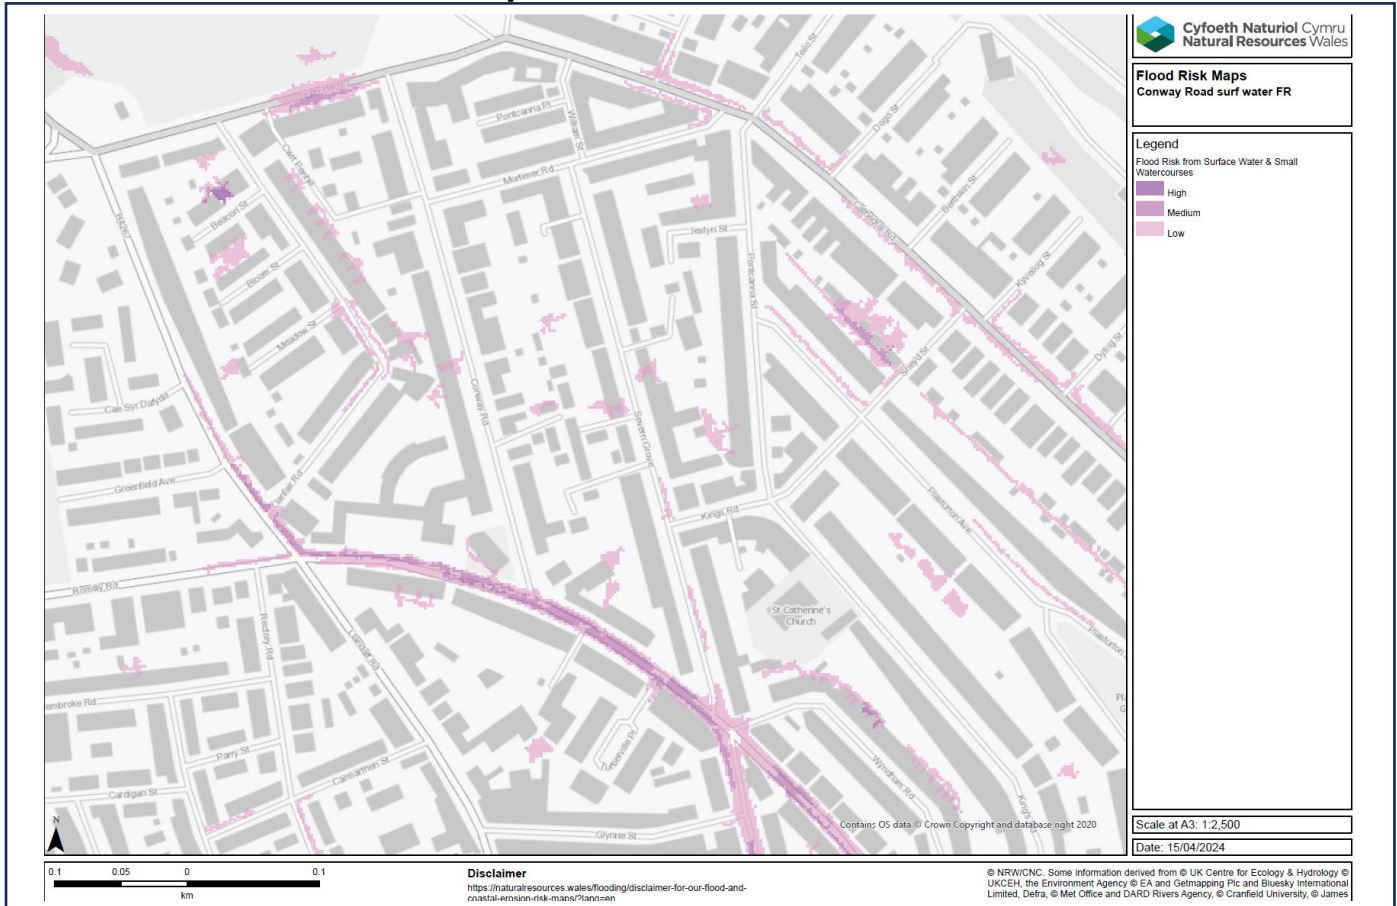 Cyfoeth Naturiol Cymru
Natural Resources Wales
Flood Risk Maps
Conway Road surf water FR
Legend
Flood Risk from Surface Water & Small
Watercourses
High
Medium
Low
Teilo St
Pontcanna Pl
William St
Doga St
Mortimer Rd
Berthwin St
B4267
Beacon St
Cathedral Rd
Iestyn St
Bloom St
Pontcanna St
Kyveilog St
Meadow St
Sneyd St
Dyfrig St
Cae Syr Dafydd
Conway Rd
Severn Grove
Greenfield Ave
Llanfair Rd
Kings Rd
Plasturton Ave
Romilly Rd
Rectory Rd
Llandaff Rd
St Catherine's
Church
Plasturton
embroke Rd
Pl
G
Parry St
Turberville Pl
Carmarthen St
Wyndham Rd
Cardigan St
King's
Glynne St
Contains OS data © Crown Copyright and database right 2020
N
Scale at A3: 1:2,500
Date: 15/04/2024
0.1 0.05 0 0.1
km
Disclaimer
https://naturalresources.wales/flooding/disclaimer-for-our-flood-and-
coastal-erosion-risk-maps/?lang=en
© NRW/CNC. Some information derived from © UK Centre for Ecology & Hydrology ©
UKCEH, the Environment Agency © EA and Getmapping Plc and Bluesky International
Limited, Defra, © Met Office and DARD Rivers Agency, © Cranfield University, © James